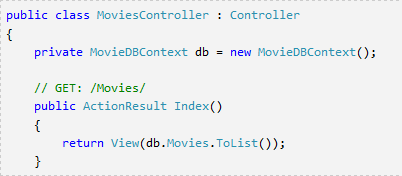 public class MoviesController : Controller
{
    private MovieDBContext db = new MovieDBContext();
    // GET: /Movies/
    public ActionResult Index()
    {
        return View(db.Movies.ToList());
    }